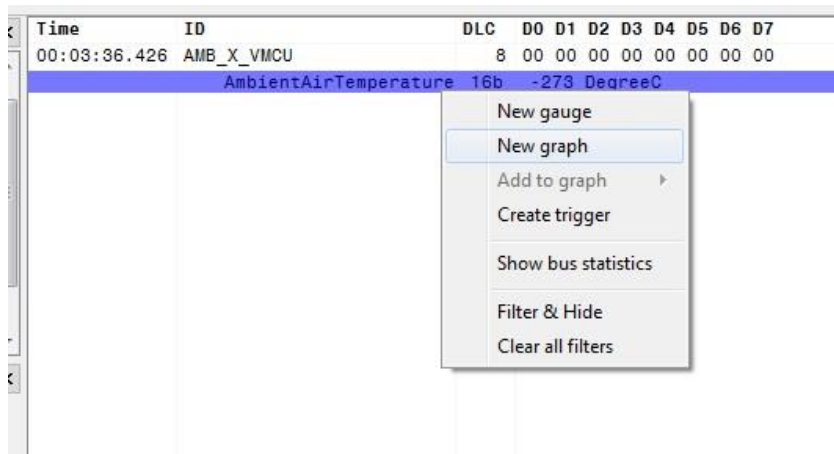 Time ID DLC D0 D1 D2 D3 D4 D5 D6 D7
00:03:36.426 AMB_X_VMCU 8 00 00 00 00 00 00 00 00
AmbientAirTemperature 16b -273 DegreeC
New gauge
New graph
Add to graph
Create trigger
Show bus statistics
Filter & Hide
Clear all filters